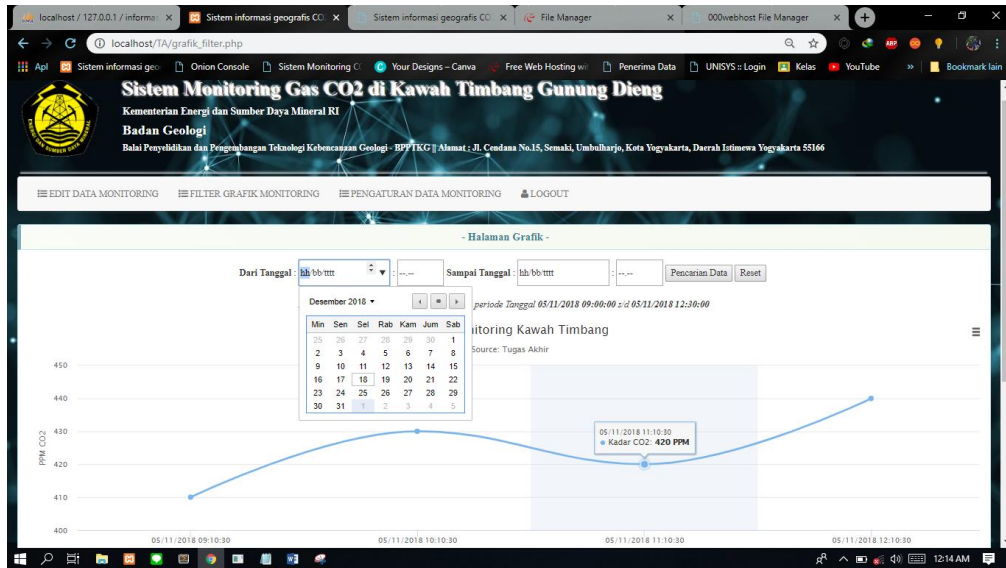 localhost / 127.0.0.1 / informa
Sistem informasi geografis CO.
Sistem informasi geografis CO
File Manager
000webhost File Manager
localhost/TA/grafik_filter.php
Apl
Sistem informasi geo
Onion Console
Sistem Monitoring C
Your Designs – Canva
Free Web Hosting wi
Penerima Data
UNISYS :: Login
Kelas
YouTube
»
Bookmark lain
Sistem Monitoring Gas CO2 di Kawah Timbang Gunung Dieng
Kementerian Energi dan Sumber Daya Mineral RI
Badan Geologi
Balai Penyelidikan dan Pengembangan Teknologi Kebencanaan Geologi - BPPTKG || Alamat : Jl. Cendana No.15, Semaki, Umbulharjo, Kota Yogyakarta, Daerah Istimewa Yogyakarta 55166
EDIT DATA MONITORING
FILTER GRAFIK MONITORING
PENGATURAN DATA MONITORING
LOGOUT
- Halaman Grafik -
Dari Tanggal : hh/bb/tttt : --.-- Sampai Tanggal : hh/bb/tttt : --.-- Pencarian Data Reset
periode Tanggal 05/11/2018 09:00:00 s/d 05/11/2018 12:30:00
Desember 2018
Min Sen Sel Rab Kam Jum Sab
25 26 27 28 29 30 1
2 3 4 5 6 7 8
9 10 11 12 13 14 15
16 17 18 19 20 21 22
23 24 25 26 27 28 29
30 31 1 2 3 4 5
itoring Kawah Timbang
Source: Tugas Akhir
450
440
430
420
410
400
PPM CO2
05/11/2018 11:10:30
Kadar CO2: 420 PPM
05/11/2018 09:10:30
05/11/2018 10:10:30
05/11/2018 11:10:30
05/11/2018 12:10:30
12:14 AM